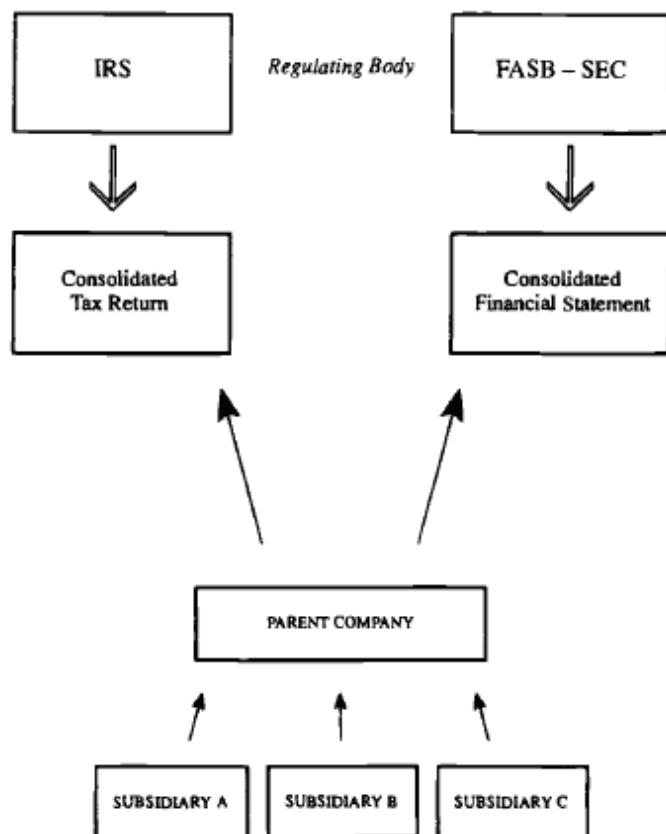 IRS
Regulating Body
FASB – SEC
Consolidated
Tax Return
Consolidated
Financial Statement
PARENT COMPANY
SUBSIDIARY A
SUBSIDIARY B
SUBSIDIARY C